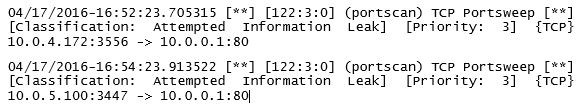 04/17/2016-16:52:23.705315 [**] [122:3:0] (portscan) TCP Portsweep [**]
[Classification: Attempted Information Leak] [Priority: 3] {TCP}
10.0.4.172:3556 -> 10.0.0.1:80
04/17/2016-16:54:23.913522 [**] [122:3:0] (portscan) TCP Portsweep [**]
[Classification: Attempted Information Leak] [Priority: 3] {TCP}
10.0.5.100:3447 -> 10.0.0.1:80